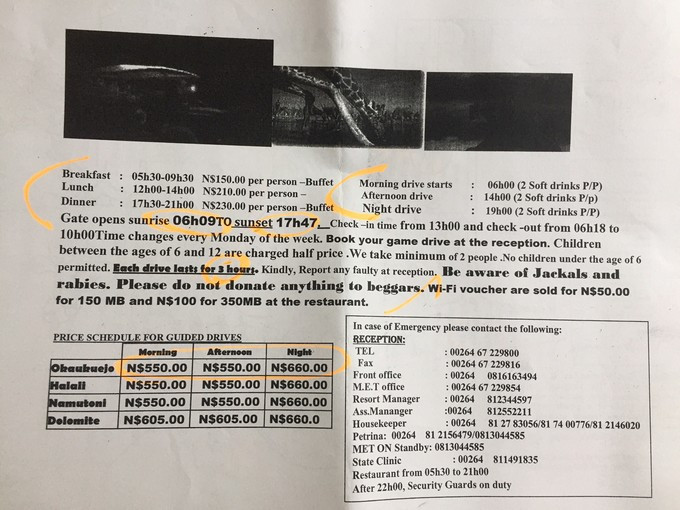 Breakfast : 05h30-09h30 N$150.00 per person –Buffet
Lunch : 12h00-14h00 N$210.00 per person –
Dinner : 17h30-21h00 N$230.00 per person –Buffet
Morning drive starts : 06h00 (2 Soft drinks P/P)
Afternoon drive : 14h00 (2 Soft drinks P/p)
Night drive : 19h00 (2 Soft drinks P/P)
Gate opens sunrise 06h09TO sunset 17h47, Check –in time from 13h00 and check -out from 06h18 to
10h00Time changes every Monday of the week. Book your game drive at the reception. Children
between the ages of 6 and 12 are charged half price .We take minimum of 2 people .No children under the age of 6
permitted. Each drive lasts for 3 hours. Kindly, Report any faulty at reception. Be aware of Jackals and
rabies. Please do not donate anything to beggars. Wi-Fi voucher are sold for N$50.00
for 150 MB and N$100 for 350MB at the restaurant.
PRICE SCHEDULE FOR GUIDED DRIVES
Morning Afternoon Night
Okaukuejo N$550.00 N$550.00 N$660.00
Halali N$550.00 N$550.00 N$660.00
Namutoni N$550.00 N$550.00 N$660.00
Dolomite N$605.00 N$605.00 N$660.0
In case of Emergency please contact the following:
RECEPTION:
TEL : 00264 67 229800
Fax : 00264 67 229816
Front office : 00264 0816163494
M.E.T office : 00264 67 229854
Resort Manager : 00264 812344597
Ass.Mananger :00264 812552211
Housekeeper : 00264 81 27 83056/81 74 00776/81 2146020
Petrina: 00264 81 2156479/0813044585
MET ON Standby: 0813044585
State Clinic : 00264 811491835
Restaurant from 05h30 to 21h00
After 22h00, Security Guards on duty